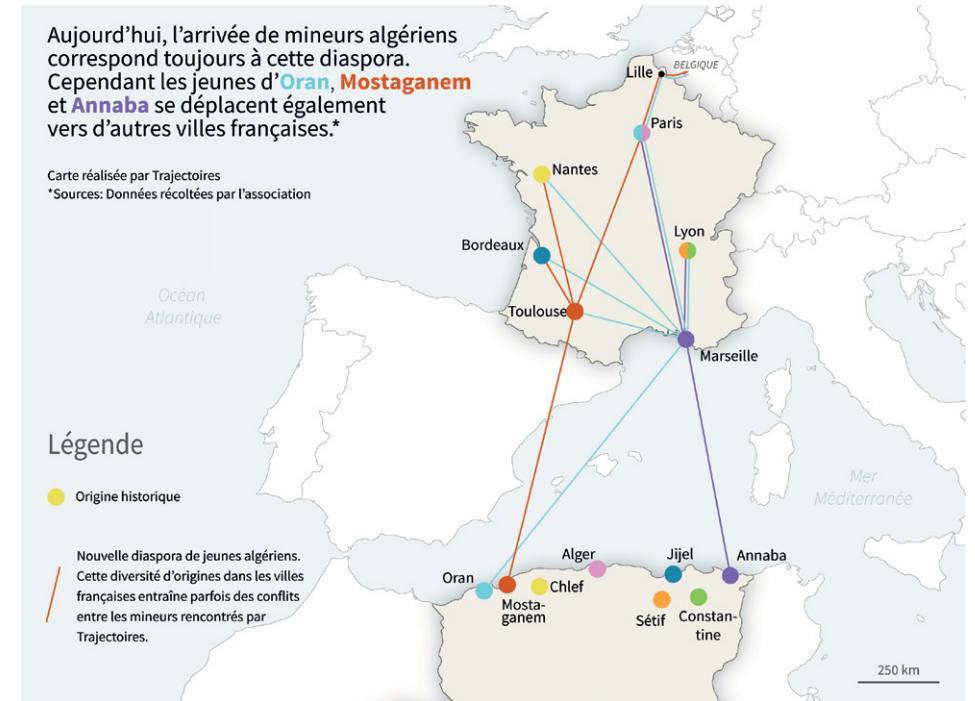 Aujourd’hui, l’arrivée de mineurs algériens
correspond toujours à cette diaspora.
Cependant les jeunes d’Oran, Mostaganem
et Annaba se déplacent également
vers d’autres villes françaises.*
Carte réalisée par Trajectoires
*Sources: Données récoltées par l’association
Lille
BELGIQUE
Paris
Nantes
Lyon
Bordeaux
Toulouse
Marseille
Océan
Atlantique
Mer
Méditerranée
Légende
Origine historique
Nouvelle diaspora de jeunes algériens.
Cette diversité d’origines dans les villes
françaises entraîne parfois des conflits
entre les mineurs rencontrés par
Trajectoires.
Oran
Mosta-
ganem
Chlef
Alger
Jijel
Annaba
Sétif
Constan-
tine
250 km